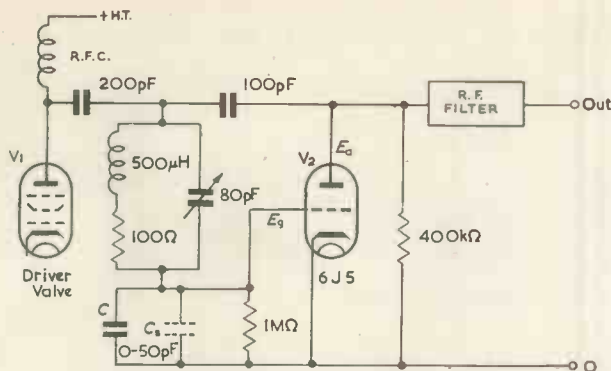 + H.T.
R.F.C.
200pF
100pF
R.F.
FILTER
Out
V1
V2
Ea
500μH
80pF
Eg
400kΩ
100Ω
6J5
Driver
Valve
C
Cs
1MΩ
0-50pF